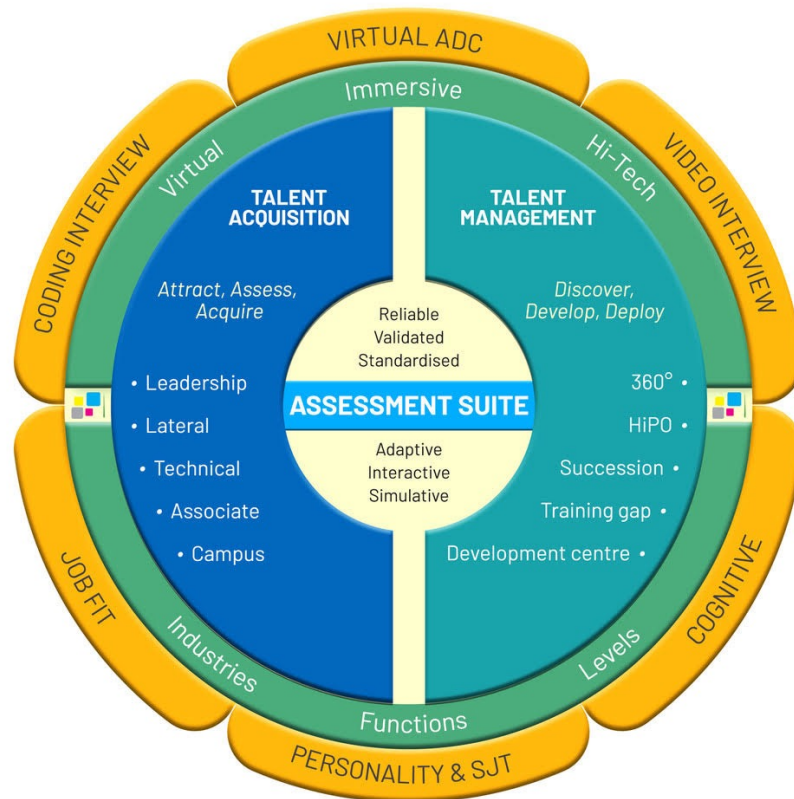 VIRTUAL ADC
Immersive
Virtual
Hi-Tech
CODING INTERVIEW
VIDEO INTERVIEW
TALENT
ACQUISITION
Attract, Assess,
Acquire
• Leadership
• Lateral
• Technical
• Associate
• Campus
TALENT
MANAGEMENT
Discover,
Develop, Deploy
360° •
HiPO •
Succession •
Training gap •
Development centre •
Reliable
Validated
Standardised
ASSESSMENT SUITE
Adaptive
Interactive
Simulative
JOB FIT
COGNITIVE
Industries
Levels
Functions
PERSONALITY & SJT